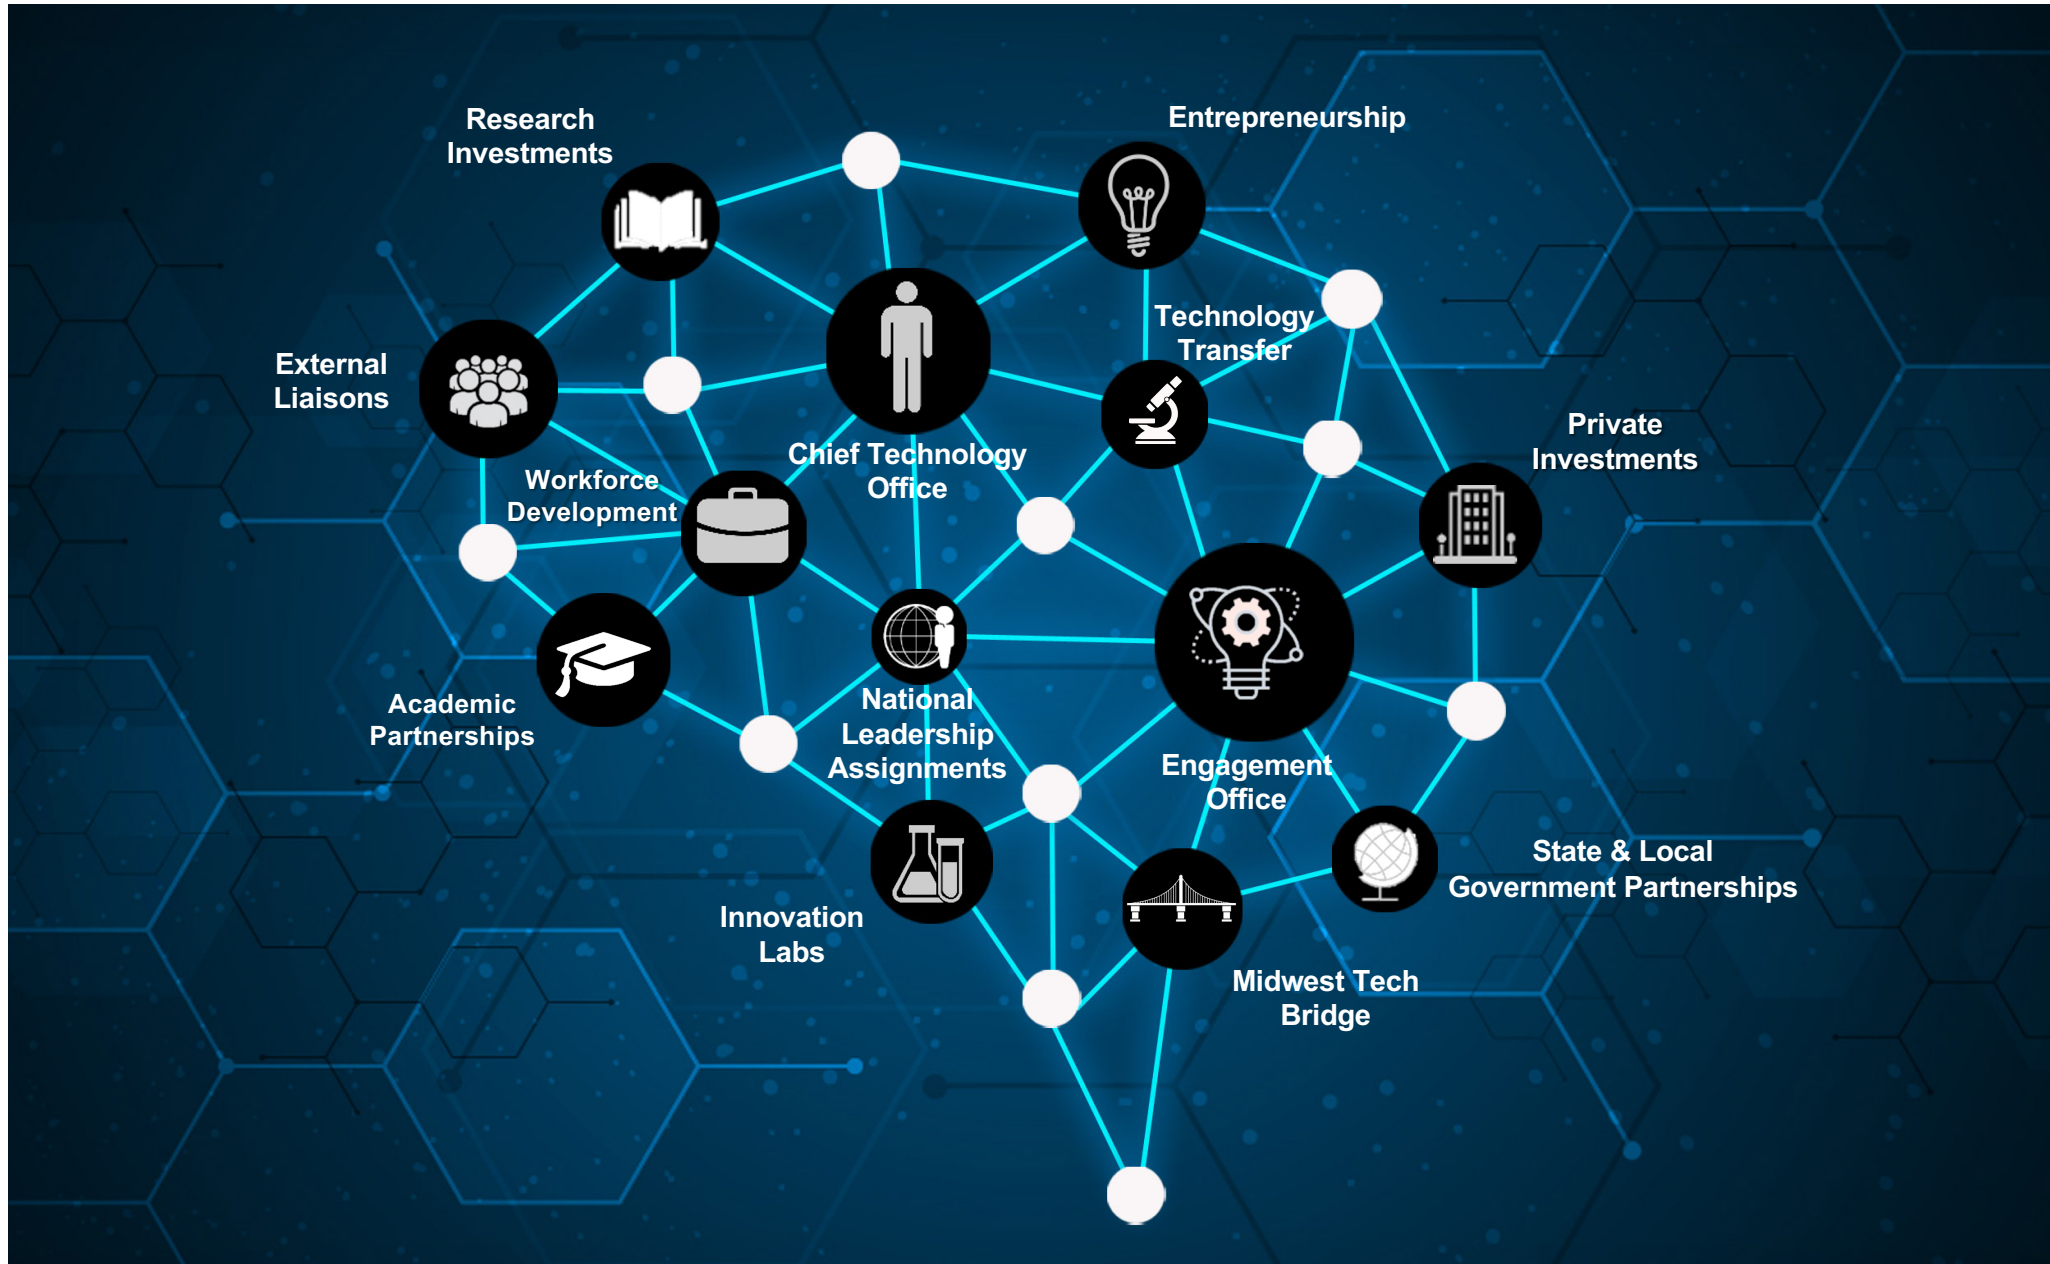 Research
Investments
Entrepreneurship
Technology
Transfer
External
Liaisons
Private
Investments
Chief Technology
Office
Workforce
Development
Academic
Partnerships
National
Leadership
Assignments
Engagement
Office
State & Local
Government Partnerships
Innovation
Labs
Midwest Tech
Bridge